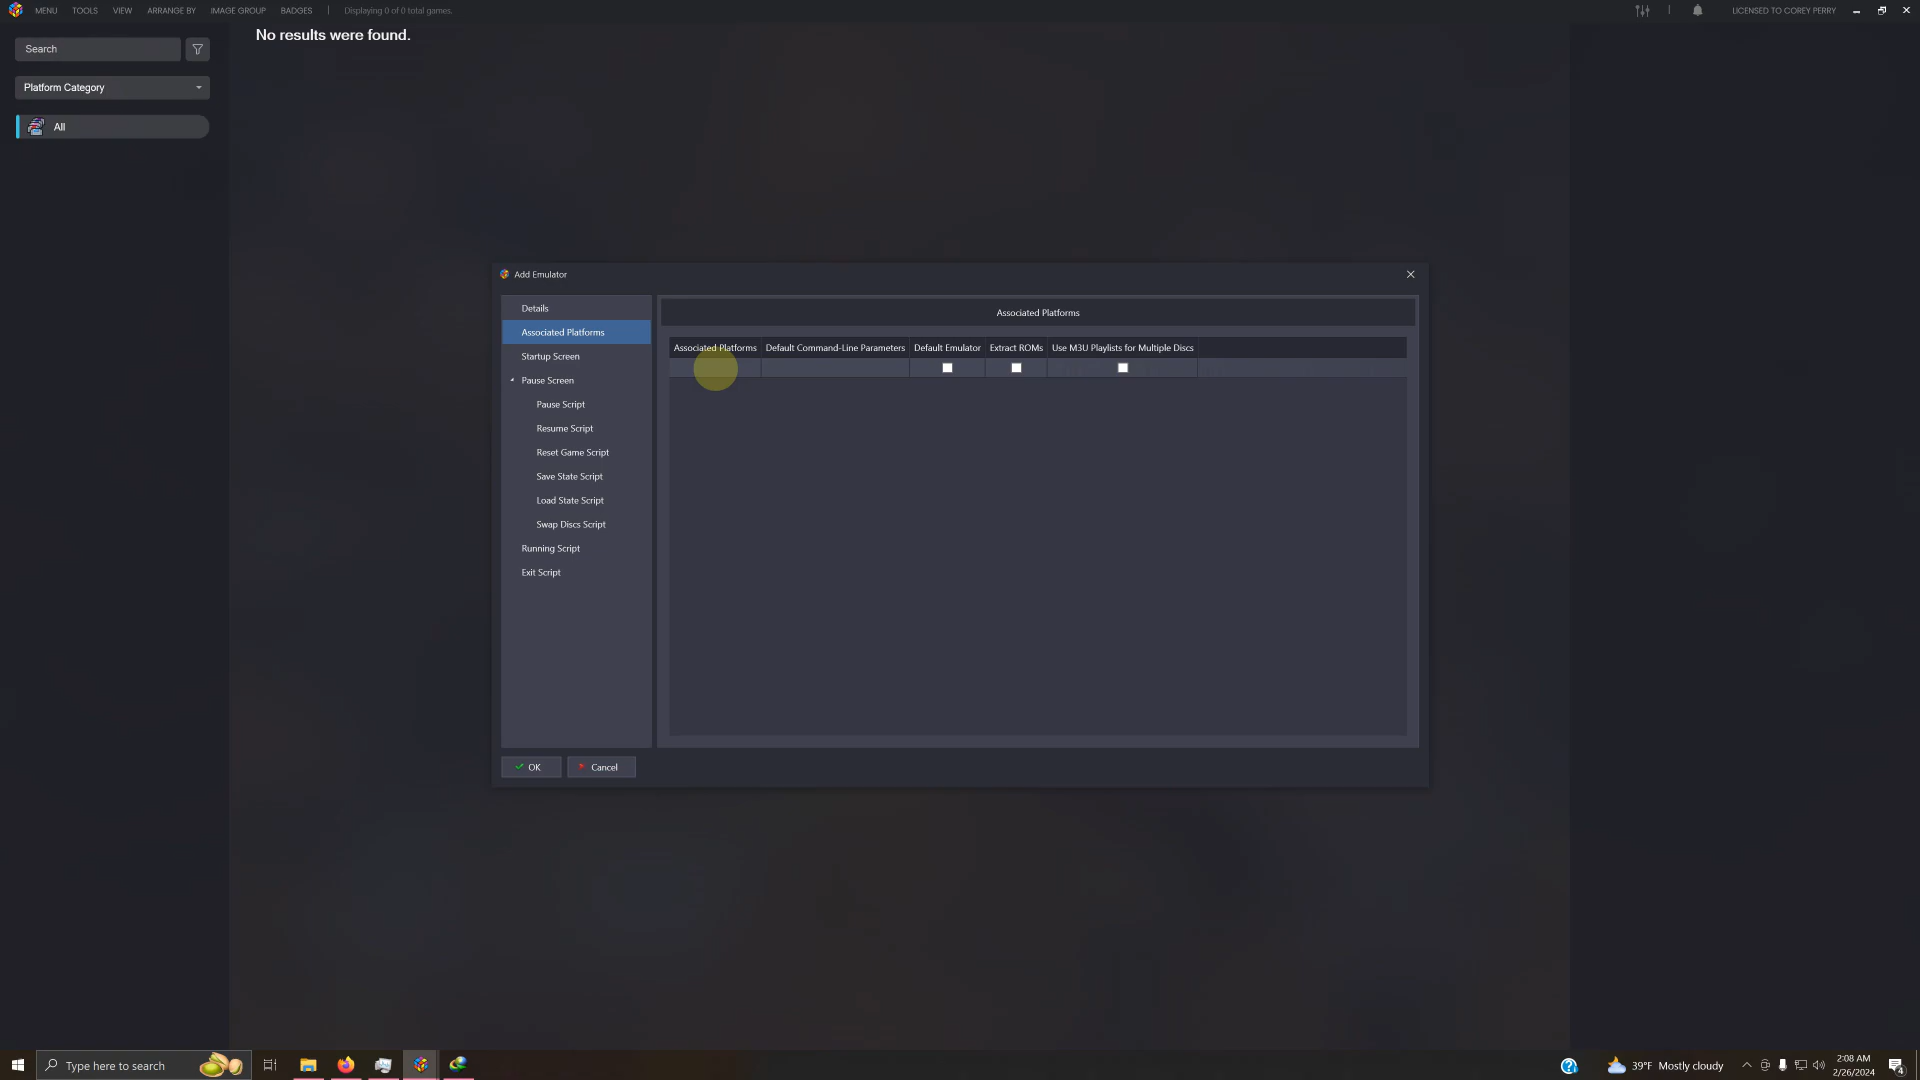 MENU TOOLS VIEW ARRANGE BY IMAGE GROUP BADGES | Displaying 0 of 0 total games. | LICENSED TO COREY PERRY
Search
No results were found.
Platform Category
All
Add Emulator
Details
Associated Platforms
Startup Screen
Pause Screen
Pause Script
Resume Script
Reset Game Script
Save State Script
Load State Script
Swap Discs Script
Running Script
Exit Script
Associated Platforms
Associated Platforms Default Command-Line Parameters Default Emulator Extract ROMs Use M3U Playlists for Multiple Discs
OK Cancel
Type here to search
39°F Mostly cloudy
2:08 AM
2/26/2024
4